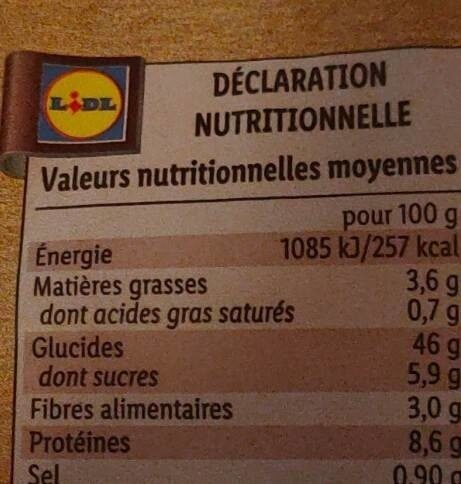 LIDL
DÉCLARATION
NUTRITIONNELLE
Valeurs nutritionnelles moyennes
pour 100 g
Énergie 1085 kJ/257 kcal
Matières grasses 3,6 g
dont acides gras saturés 0,7 g
Glucides 46 g
dont sucres 5,9 g
Fibres alimentaires 3,0 g
Protéines 8,6 g
Sel 0,90 g